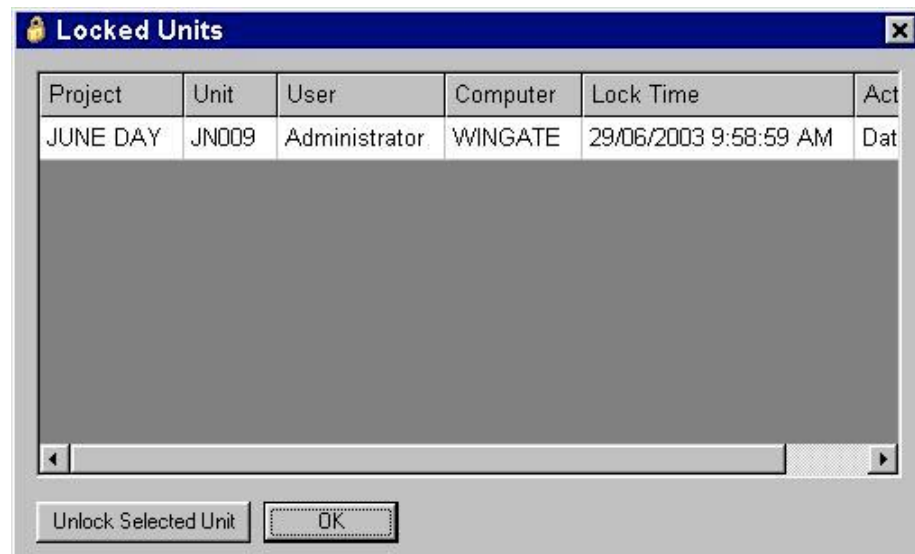 Locked Units
Project Unit User Computer Lock Time Act
JUNE DAY JN009 Administrator WINGATE 29/06/2003 9:58:59 AM Dat
Unlock Selected Unit OK